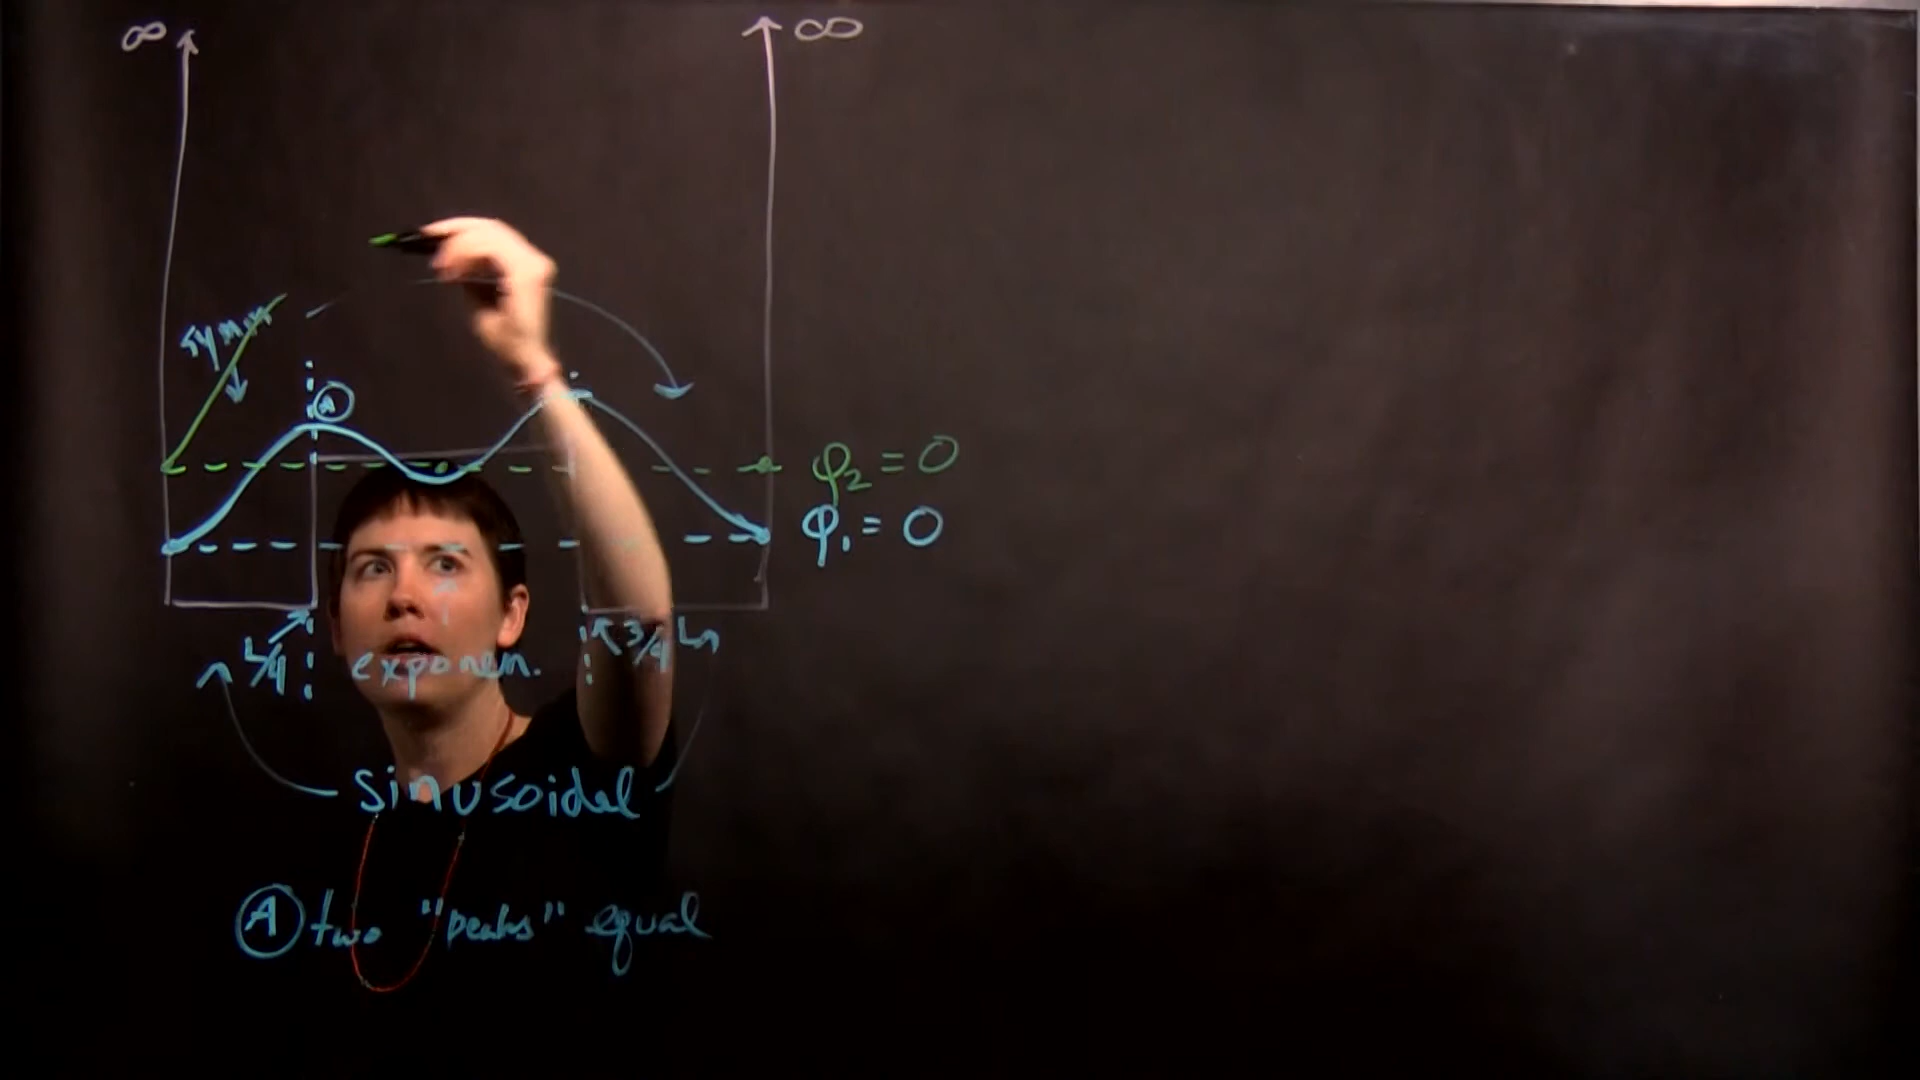 ∞ ∞
symm.
A
φ₂ = 0
φ₁ = 0
L/4 exponen. 3/4 L
sinusoidal
A two "peaks" equal